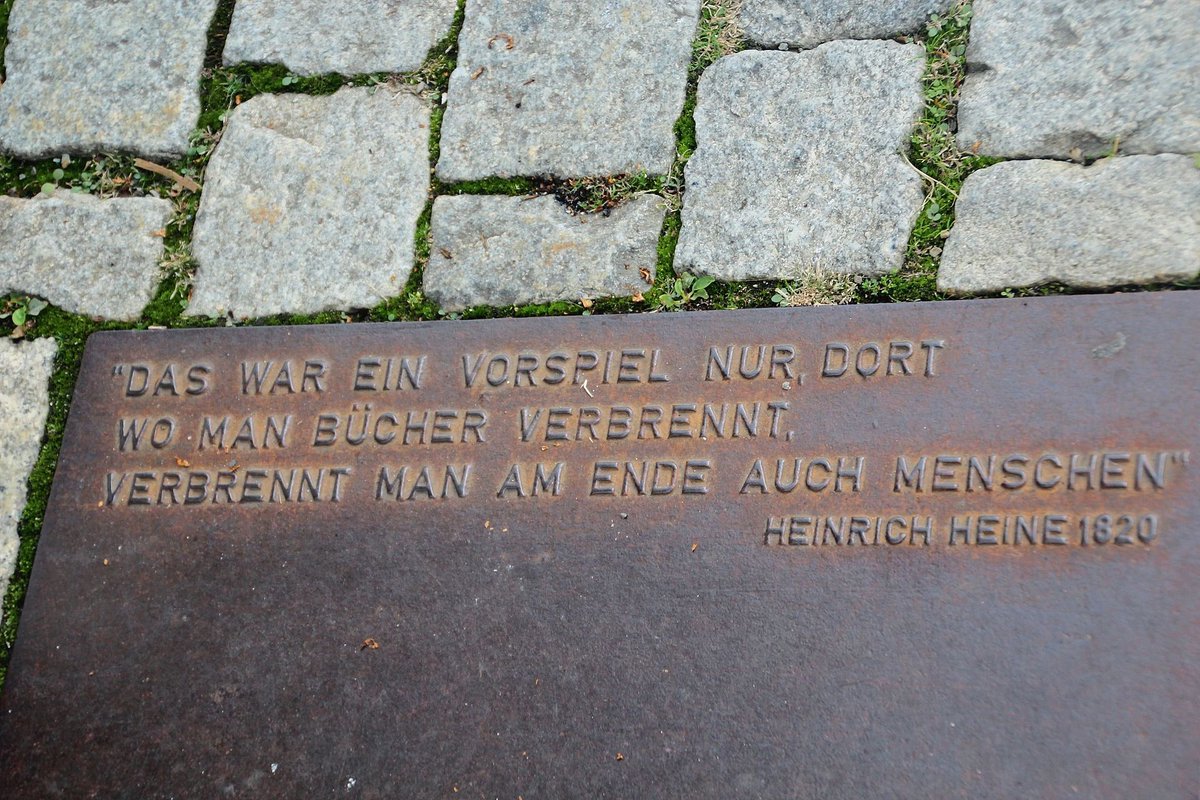 "DAS WAR EIN VORSPIEL NUR, DORT
WO MAN BÜCHER VERBRENNT,
VERBRENNT MAN AM ENDE AUCH MENSCHEN"
HEINRICH HEINE 1820